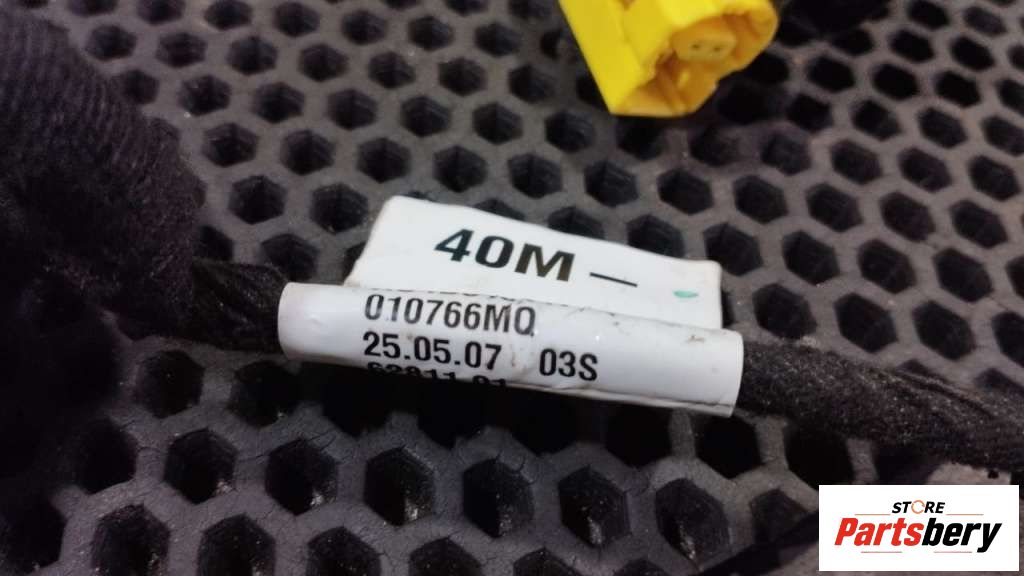 40M –
010766MQ
25.05.07 03S
STORE
Partsbery